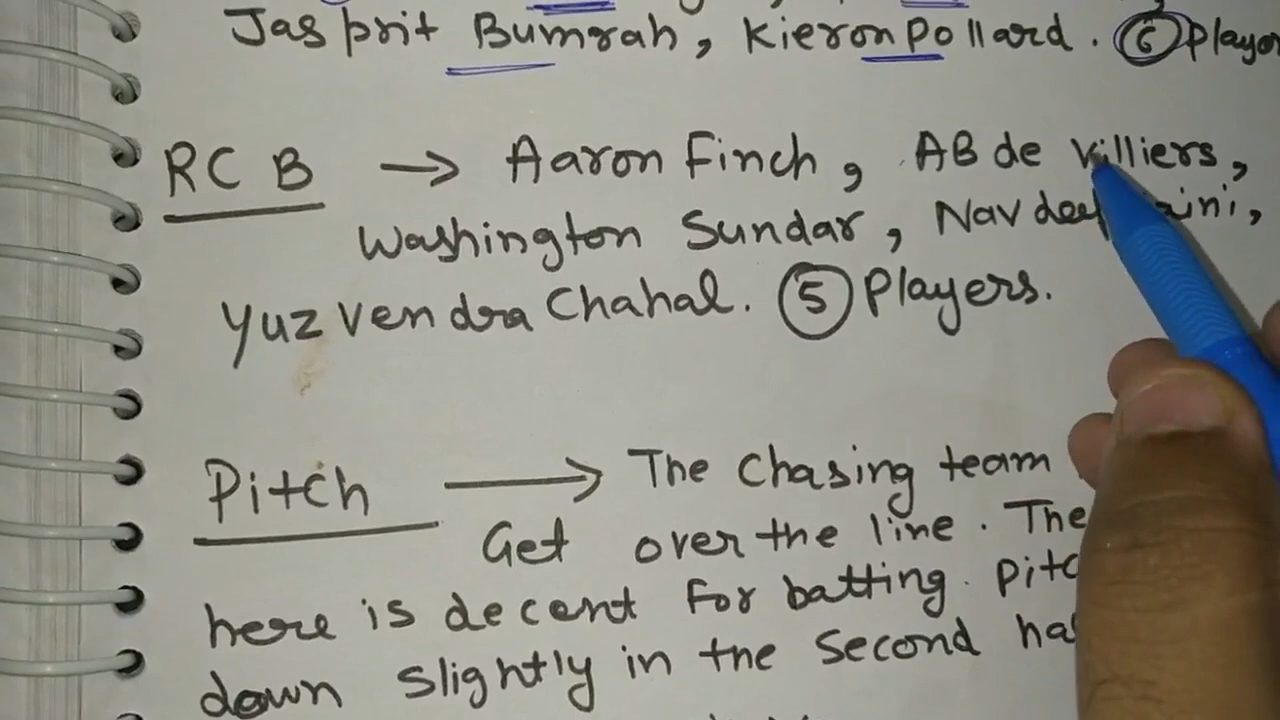 Jasprit Bumrah, Kieron Pollard. 6 Player
RCB → Aaron Finch, AB de Villiers,
Washington Sundar, Navdeep
Yuzvendra Chahal. 5 Players.
Pitch → The Chasing team
Get over the line. The
here is decent For batting. Pitc
down slightly in the Second ha